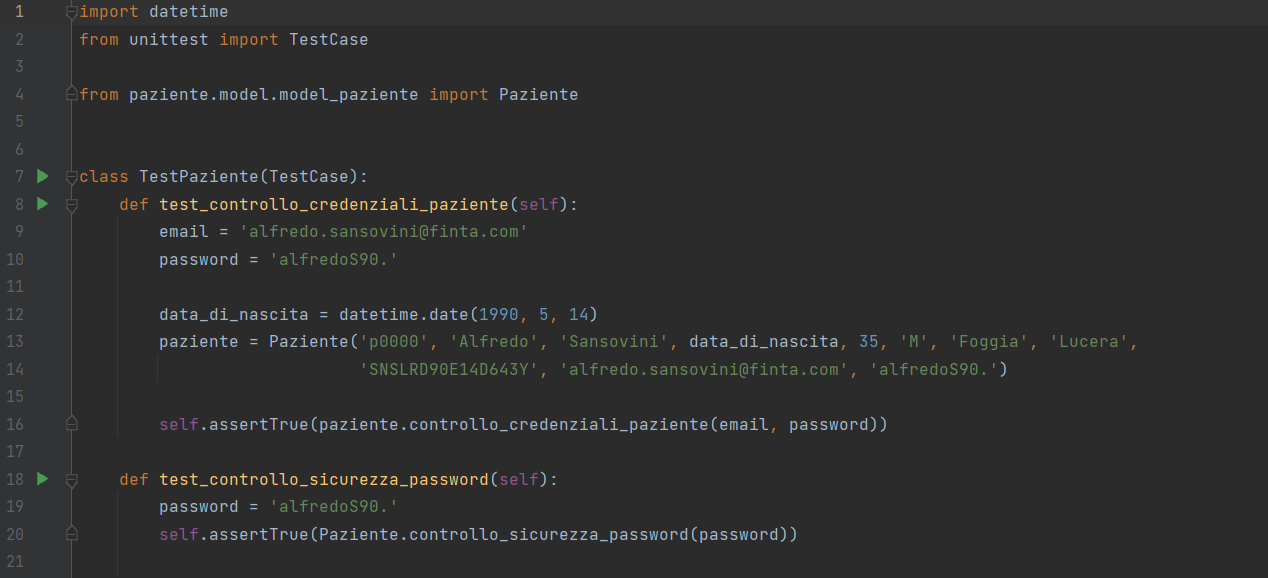 1 import datetime
2 from unittest import TestCase
3
4 from paziente.model.model_paziente import Paziente
5
6
7 class TestPaziente(TestCase):
8 def test_controllo_credenziali_paziente(self):
9 email = 'alfredo.sansovini@finta.com'
10 password = 'alfredoS90.'
11
12 data_di_nascita = datetime.date(1990, 5, 14)
13 paziente = Paziente('p0000', 'Alfredo', 'Sansovini', data_di_nascita, 35, 'M', 'Foggia', 'Lucera',
14 'SNSLRD90E14D643Y', 'alfredo.sansovini@finta.com', 'alfredoS90.')
15
16 self.assertTrue(paziente.controllo_credenziali_paziente(email, password))
17
18 def test_controllo_sicurezza_password(self):
19 password = 'alfredoS90.'
20 self.assertTrue(Paziente.controllo_sicurezza_password(password))
21